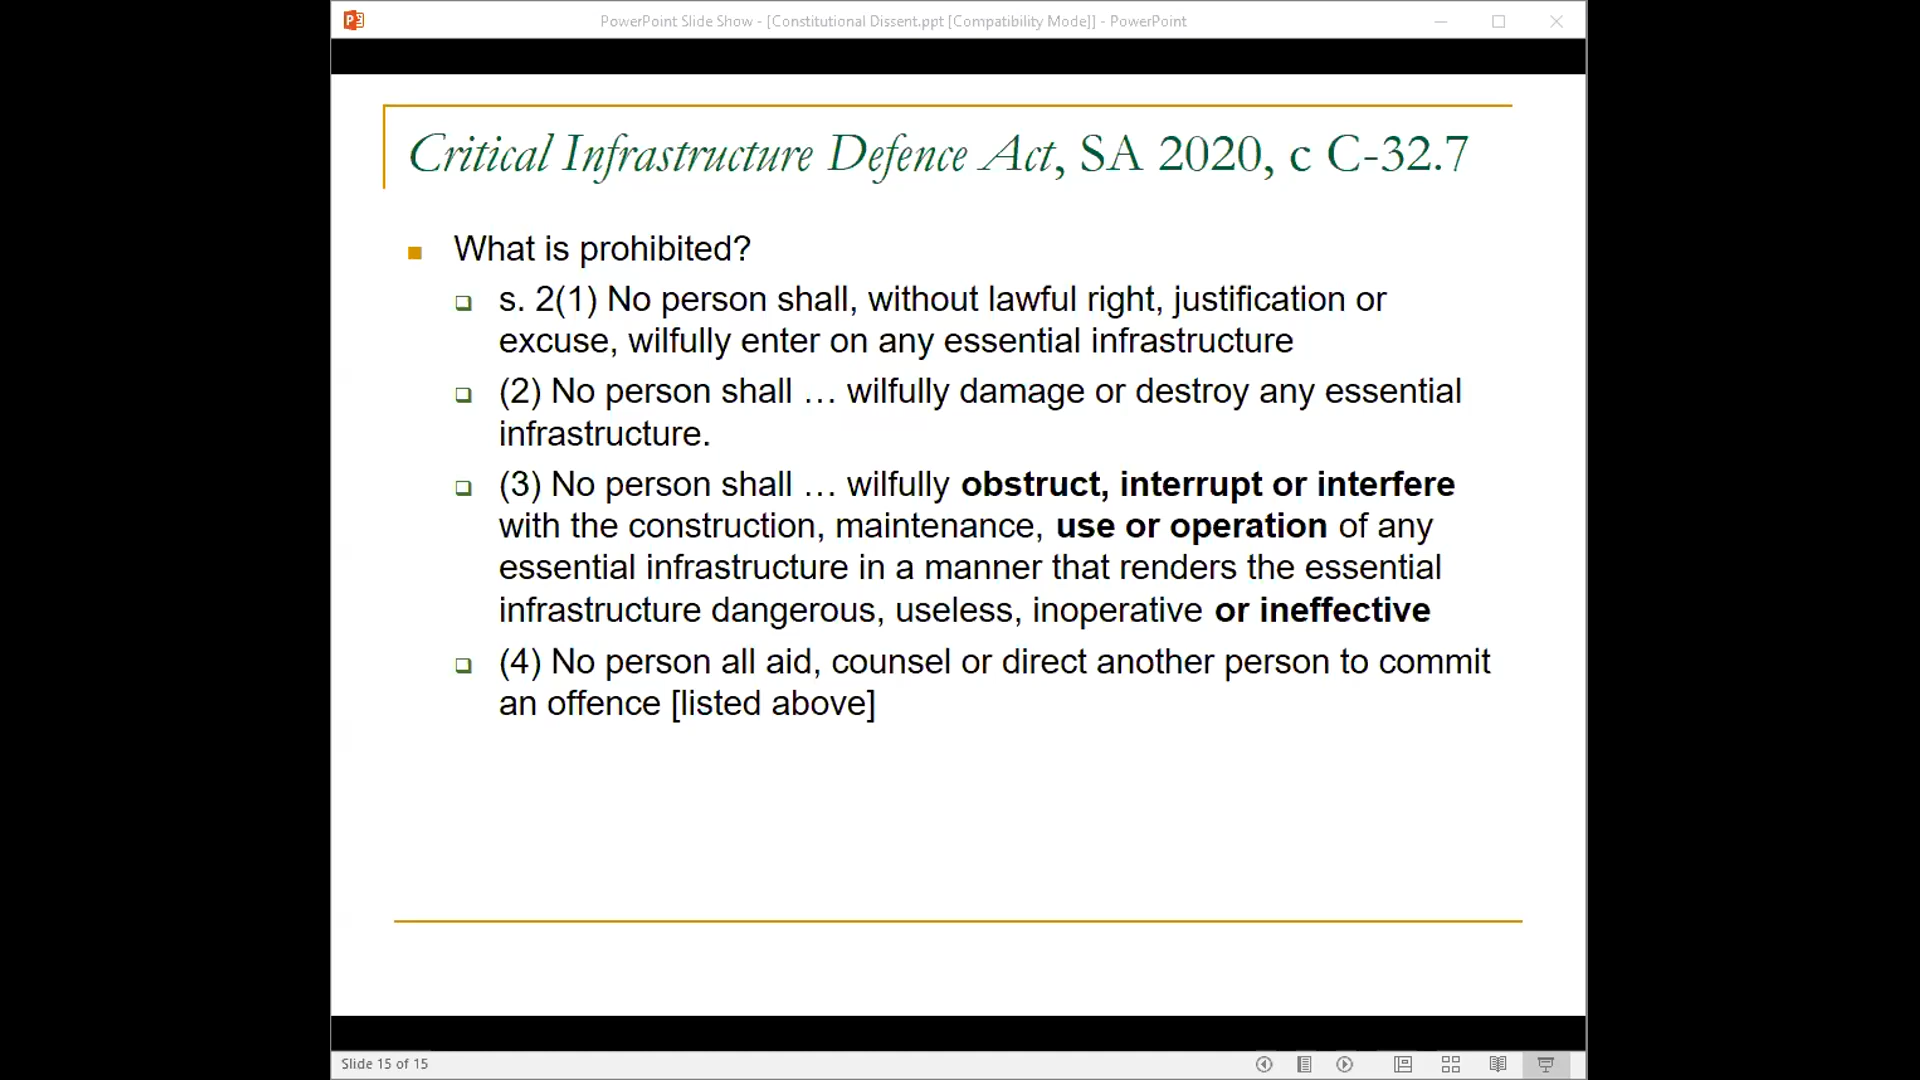 PowerPoint Slide Show - [Constitutional Dissent.ppt [Compatibility Mode]] - PowerPoint
Critical Infrastructure Defence Act, SA 2020, c C-32.7
What is prohibited?
s. 2(1) No person shall, without lawful right, justification or
excuse, wilfully enter on any essential infrastructure
(2) No person shall … wilfully damage or destroy any essential
infrastructure.
(3) No person shall … wilfully obstruct, interrupt or interfere
with the construction, maintenance, use or operation of any
essential infrastructure in a manner that renders the essential
infrastructure dangerous, useless, inoperative or ineffective
(4) No person all aid, counsel or direct another person to commit
an offence [listed above]
Slide 15 of 15